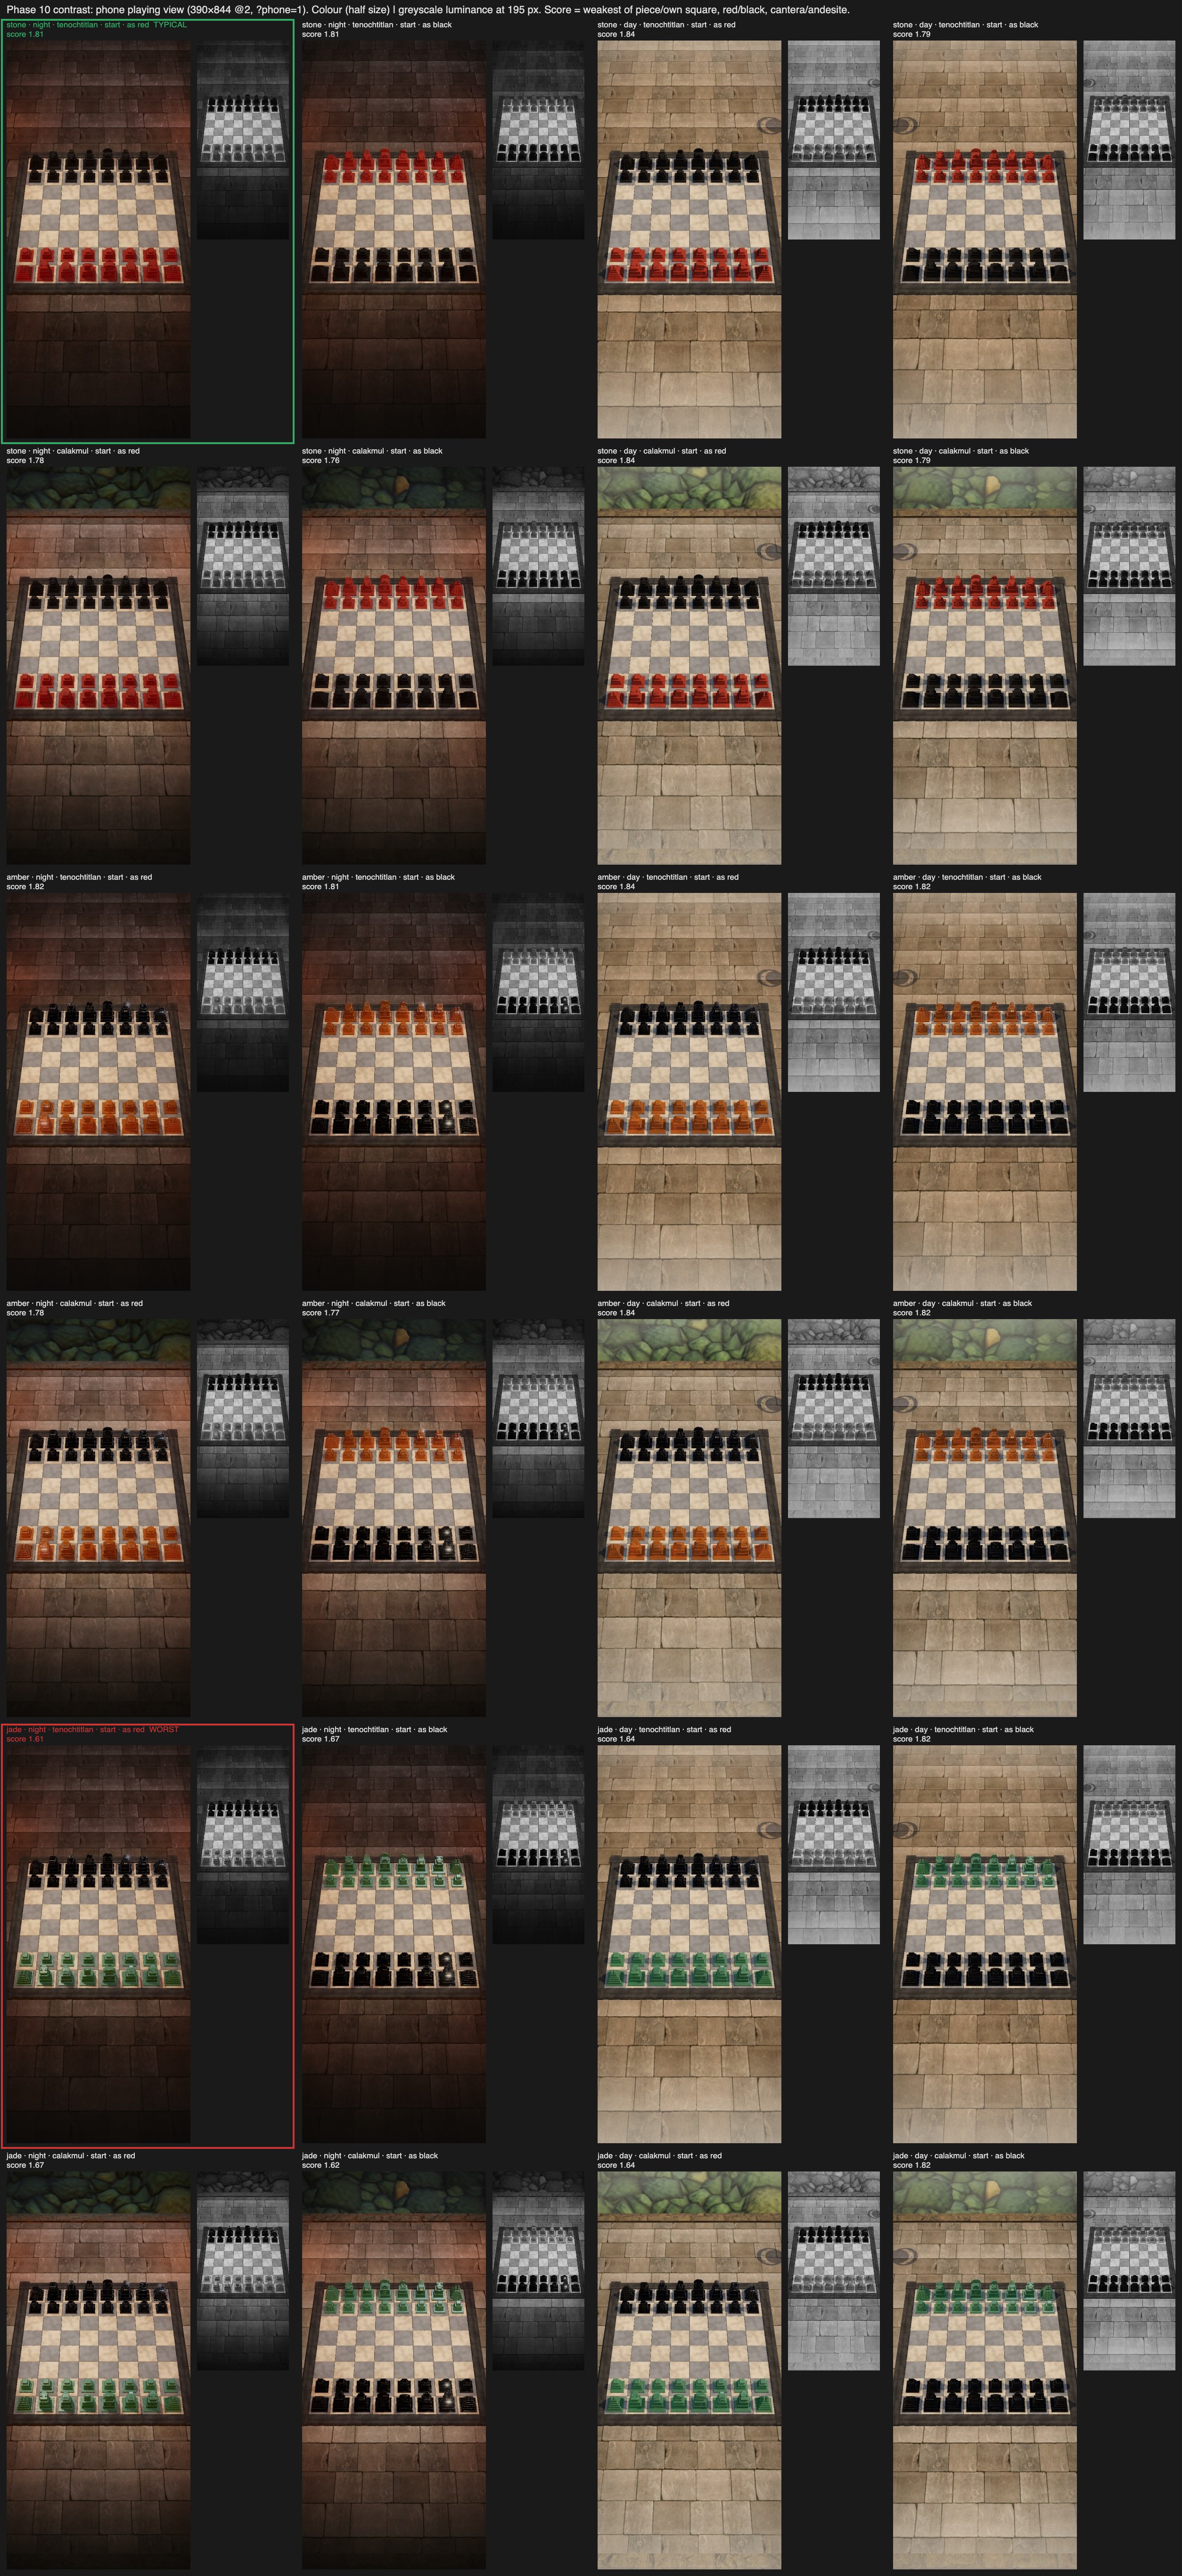 Phase 10 contrast: phone playing view (390×844 @2, ?phone=1). Colour (half size) | greyscale luminance at 195 px. Score = weakest of piece/own square, red/black, cantera/andesite.
stone · night · tenochtitlan · start · as red TYPICAL
score 1.81
stone · night · tenochtitlan · start · as black
score 1.81
stone · day · tenochtitlan · start · as red
score 1.84
stone · day · tenochtitlan · start · as black
score 1.79
stone · night · calakmul · start · as red
score 1.78
stone · night · calakmul · start · as black
score 1.76
stone · day · calakmul · start · as red
score 1.84
stone · day · calakmul · start · as black
score 1.79
amber · night · tenochtitlan · start · as red
score 1.82
amber · night · tenochtitlan · start · as black
score 1.81
amber · day · tenochtitlan · start · as red
score 1.84
amber · day · tenochtitlan · start · as black
score 1.82
amber · night · calakmul · start · as red
score 1.78
amber · night · calakmul · start · as black
score 1.77
amber · day · calakmul · start · as red
score 1.84
amber · day · calakmul · start · as black
score 1.82
jade · night · tenochtitlan · start · as red WORST
score 1.61
jade · night · tenochtitlan · start · as black
score 1.67
jade · day · tenochtitlan · start · as red
score 1.64
jade · day · tenochtitlan · start · as black
score 1.82
jade · night · calakmul · start · as red
score 1.67
jade · night · calakmul · start · as black
score 1.62
jade · day · calakmul · start · as red
score 1.64
jade · day · calakmul · start · as black
score 1.82